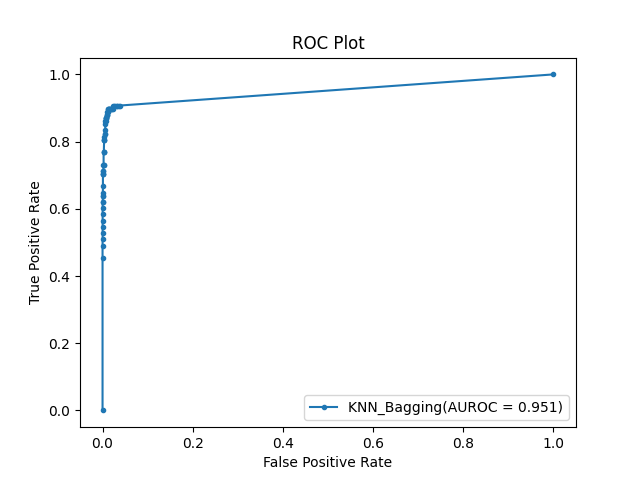 ROC Plot
1.0
0.8
0.6
0.4
0.2
0.0
True Positive Rate
KNN_Bagging(AUROC = 0.951)
0.0 0.2 0.4 0.6 0.8 1.0
False Positive Rate